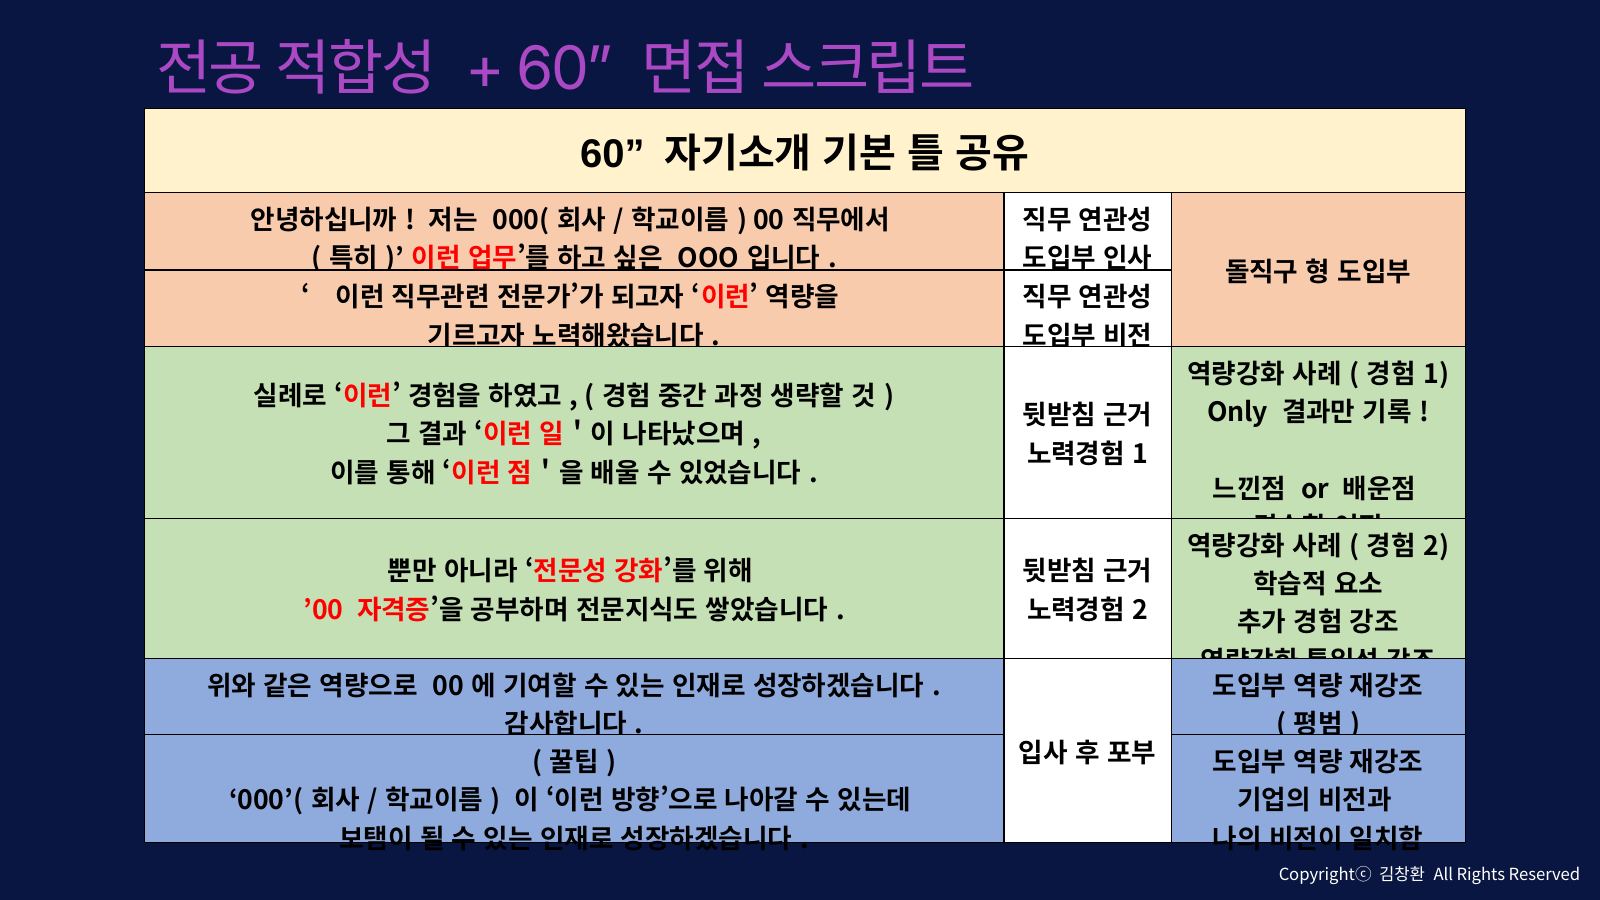 전공 적합성 + 60″ 면접 스크립트
60” 자기소개 기본 틀 공유
안녕하십니까 ! 저는 000( 회사 / 학교이름 ) 00 직무에서
( 특히 )’ 이런 업무’를 하고 싶은 OOO 입니다 .
직무 연관성
도입부 인사
돌직구 형 도입부
‘ 이런 직무관련 전문가’가 되고자 ‘이런’ 역량을
기르고자 노력해왔습니다 .
직무 연관성
도입부 비전
실례로 ‘이런’ 경험을 하였고 , ( 경험 중간 과정 생략할 것 )
그 결과 ‘이런 일 ' 이 나타났으며 ,
이를 통해 ‘이런 점 ' 을 배울 수 있었습니다 .
뒷받침 근거
노력경험 1
역량강화 사례 ( 경험 1)
Only 결과만 기록 !
느낀점 or 배운점
뿐만 아니라 ‘전문성 강화’를 위해
’00 자격증’을 공부하며 전문지식도 쌓았습니다 .
뒷받침 근거
노력경험 2
역량강화 사례 ( 경험 2)
학습적 요소
추가 경험 강조
역량강화 통일성 강조
위와 같은 역량으로 00 에 기여할 수 있는 인재로 성장하겠습니다 .
감사합니다 .
입사 후 포부
도입부 역량 재강조
( 평범 )
( 꿀팁 )
‘000’( 회사 / 학교이름 ) 이 ‘이런 방향’으로 나아갈 수 있는데
보탬이 될 수 있는 인재로 성장하겠습니다 .
도입부 역량 재강조
기업의 비전과
나의 비전이 일치함
Copyrightⓒ 김창환 All Rights Reserved